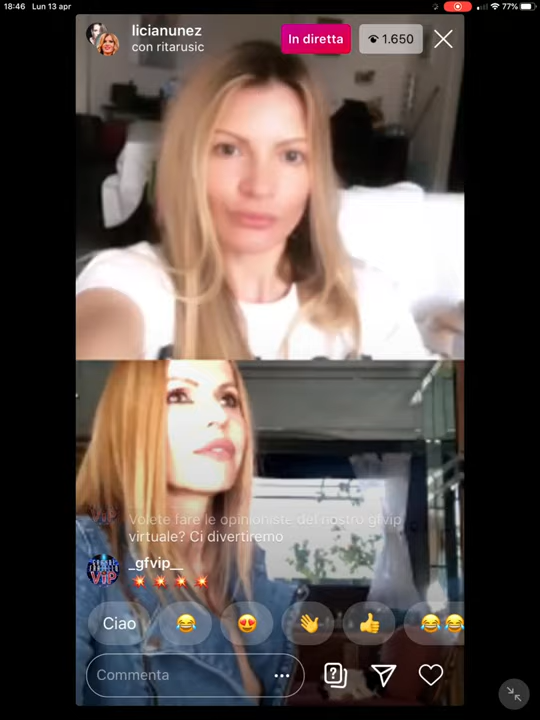 18:46 Lun 13 apr
77%
licianunez
con ritarusic
In diretta
1.650
Volete fare le opinioniste del nostro gfvip
virtuale? Ci divertiremo
_gfvip__
VIP
Ciao
Commenta